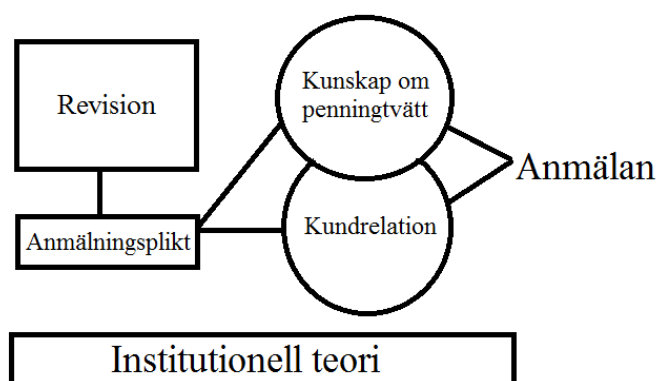 Revision
Anmälningsplikt
Kunskap om
penningtvätt
Kundrelation
Anmälan
Institutionell teori